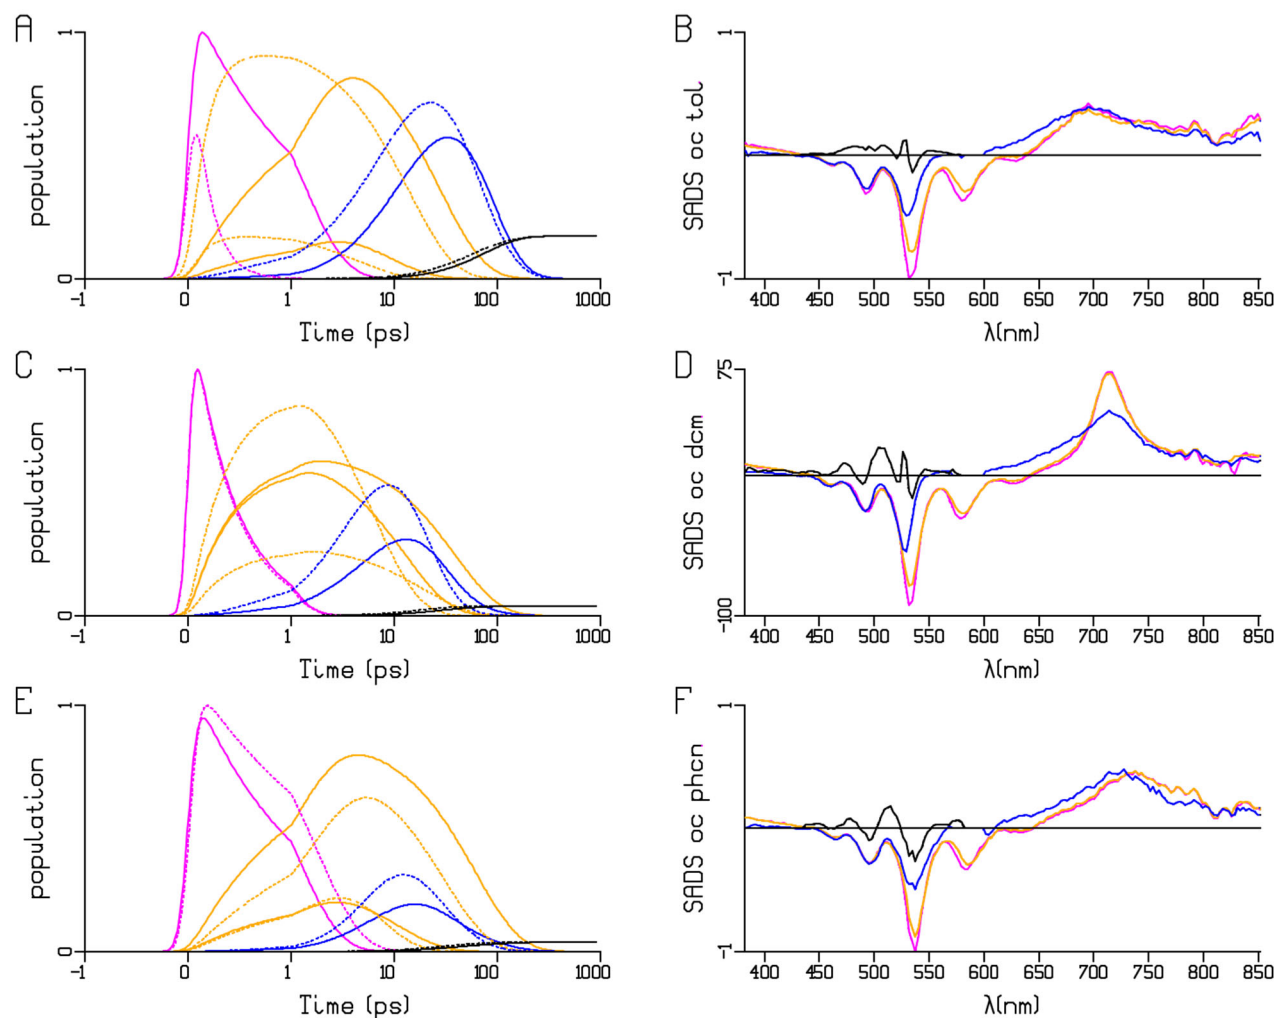 A
population
1
0
-1 0 1 10 100 1000
Time (ps)
B
SADS oc tol
1
-1
400 450 500 550 600 650 700 750 800 850
λ(nm)
C
population
1
0
-1 0 1 10 100 1000
Time (ps)
D
SADS oc dcm
75
-100
400 450 500 550 600 650 700 750 800 850
λ(nm)
E
population
1
0
-1 0 1 10 100 1000
Time (ps)
F
SADS oc phcn
1
-1
400 450 500 550 600 650 700 750 800 850
λ(nm)